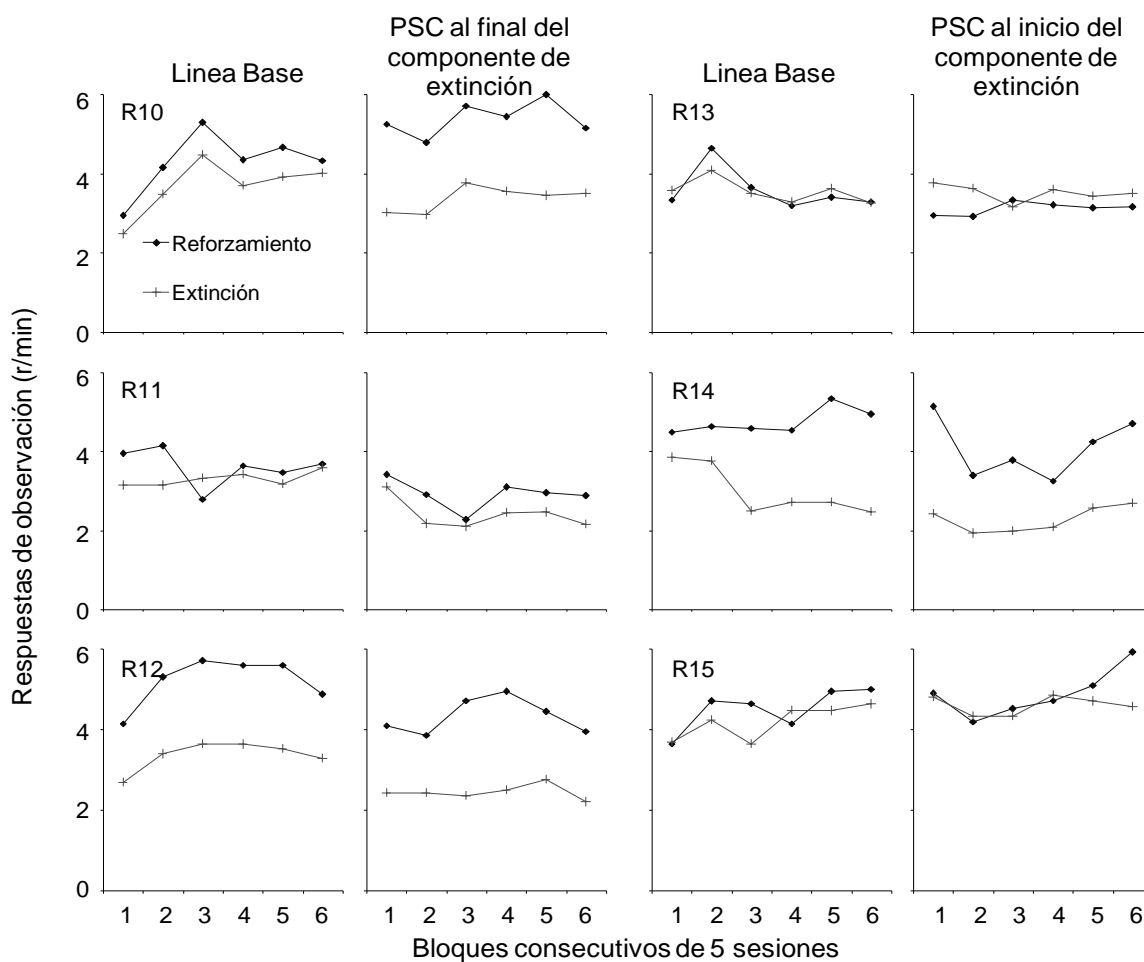 Linea Base
PSC al final del
componente de
extinción
Linea Base
PSC al inicio del
componente de
extinción
Respuestas de observación (r/min)
6
4
2
0
R10
Reforzamiento
Extinción
R13
6
4
2
0
R11
R14
6
4
2
0
R12
R15
1 2 3 4 5 6
1 2 3 4 5 6
1 2 3 4 5 6
1 2 3 4 5 6
Bloques consecutivos de 5 sesiones